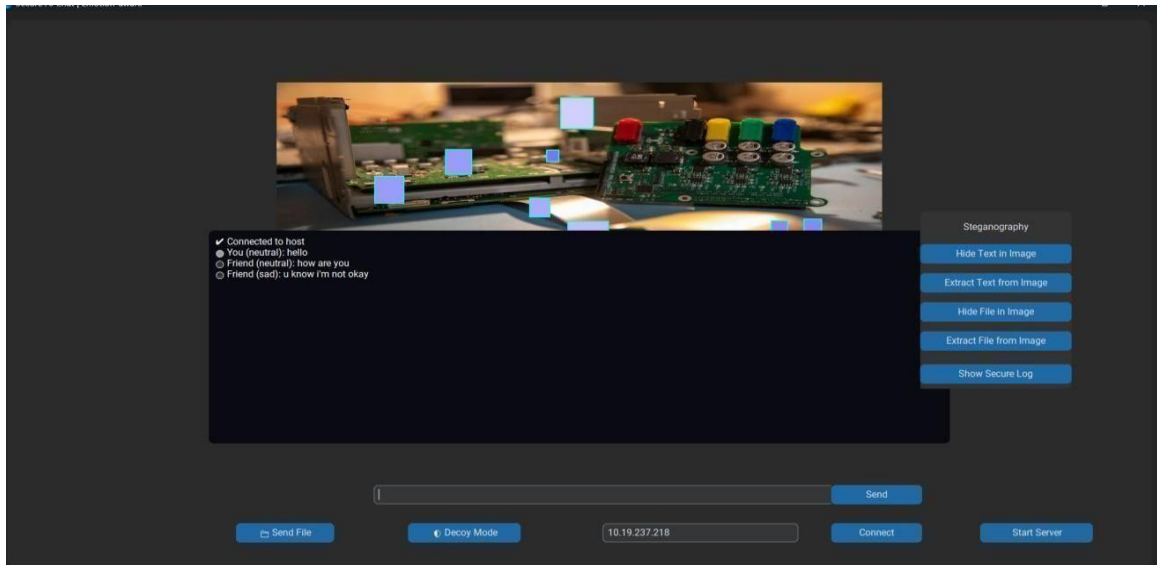 ✔ Connected to host
You (neutral): hello
Friend (neutral): how are you
Friend (sad): u know i'm not okay
Steganography
Hide Text in Image
Extract Text from Image
Hide File in Image
Extract File from Image
Show Secure Log
Send
Send File
Decoy Mode
10.19.237.218
Connect
Start Server